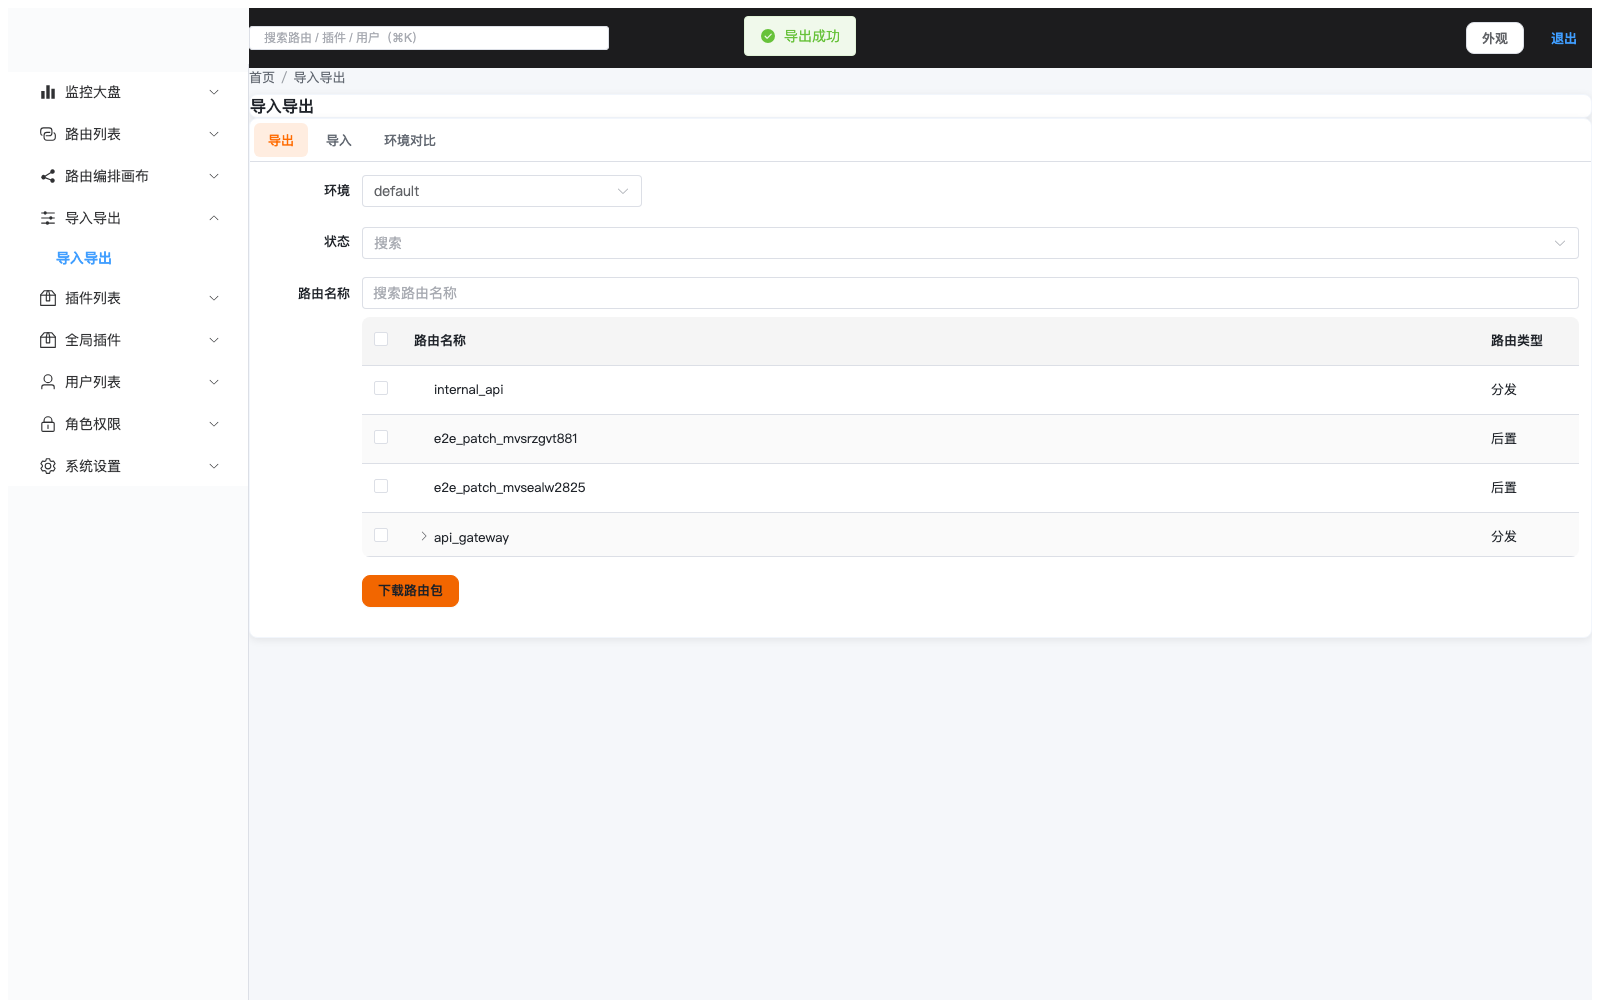 搜索路由 / 插件 / 用户（⌘K）
导出成功
外观
退出
监控大盘
路由列表
路由编排画布
导入导出
导入导出
插件列表
全局插件
用户列表
角色权限
系统设置
首页 / 导入导出
导入导出
导出 导入 环境对比
环境 default
状态 搜索
路由名称 搜索路由名称
路由名称 路由类型
internal_api 分发
e2e_patch_mvsrzgvt881 后置
e2e_patch_mvsealw2825 后置
api_gateway 分发
下载路由包